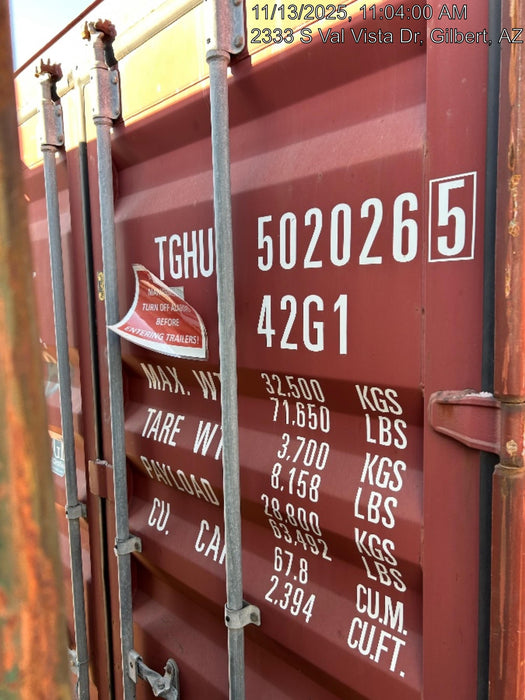 11/13/2025, 11:04:00 AM
2333 S Val Vista Dr, Gilbert, AZ
TGHU 502026 5
42G1
TURN OFF ALARM
BEFORE
ENTERING TRAILERS!
MAX. WT 32.500 KGS
71.650 LBS
TARE WT 3.700 KGS
8.158 LBS
PAYLOAD 28.800 KGS
63.492 LBS
CU. CAP 67.8 CU.M.
2.394 CU.FT.